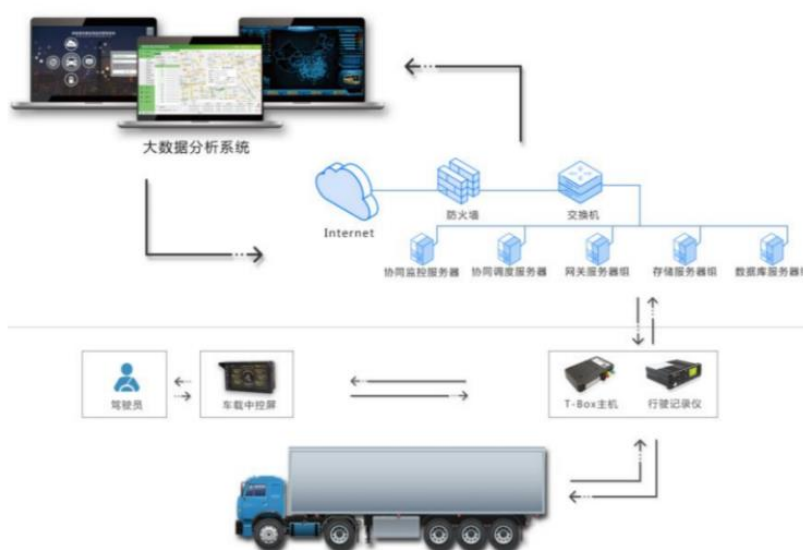 大数据分析系统
Internet
防火墙
交换机
协同监控服务器
协同调度服务器
网关服务器组
存储服务器组
数据库服务器
驾驶员
车载中控屏
T-Box主机
行驶记录仪